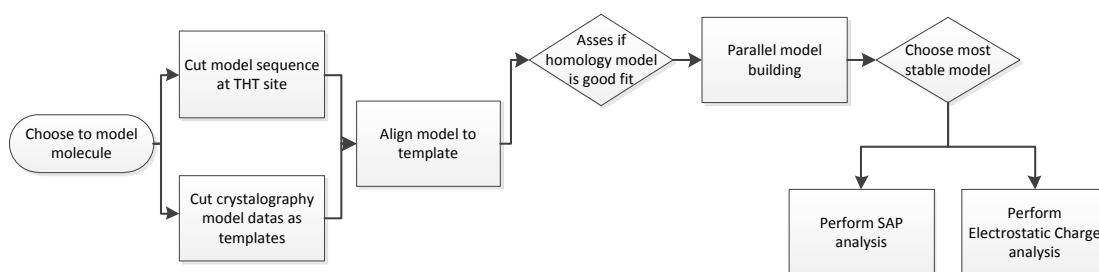 Choose to model
molecule
Cut model sequence
at THT site
Cut crystalography
model datas as
templates
Align model to
template
Asses if
homology model
is good fit
Parallel model
building
Choose most
stable model
Perform SAP
analysis
Perform
Electrostatic Charge
analysis